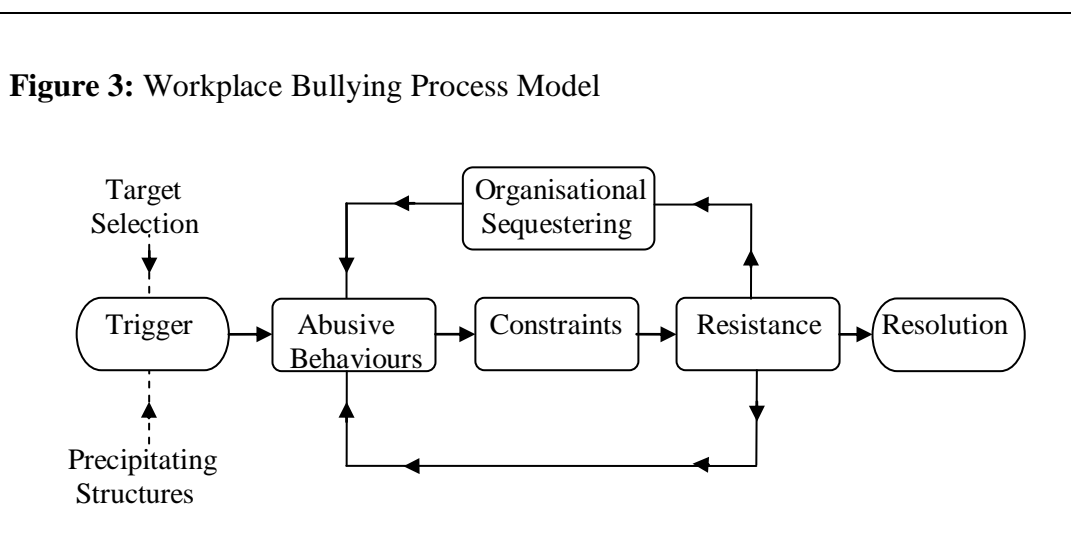 Figure 3: Workplace Bullying Process Model
Target
Selection
Organisational
Sequestering
Trigger
Abusive
Behaviours
Constraints
Resistance
Resolution
Precipitating
Structures